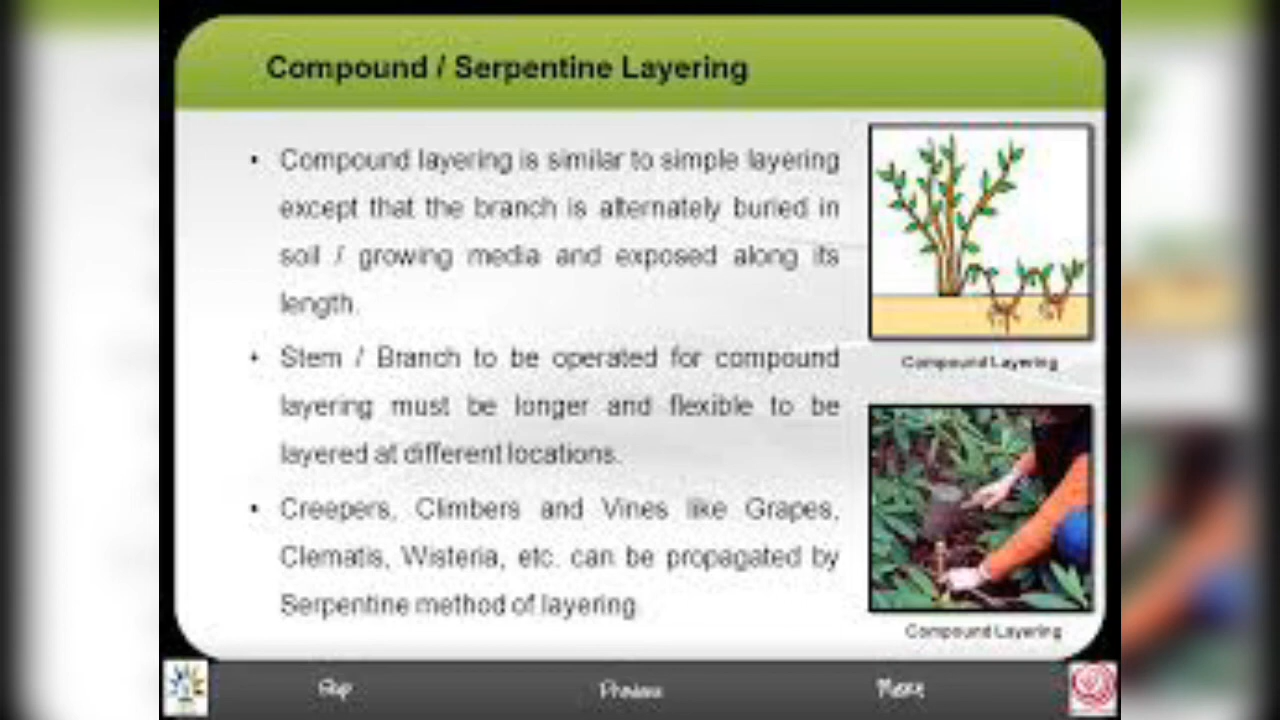 Compound / Serpentine Layering
• Compound layering is similar to simple layering
except that the branch is alternately buried in
soil / growing media and exposed along its
length.
• Stem / Branch to be operated for compound
layering must be longer and flexible to be
layered at different locations.
• Creepers, Climbers and Vines like Grapes,
Clematis, Wisteria, etc. can be propagated by
Serpentine method of layering
Compound Layering
Compound Layering